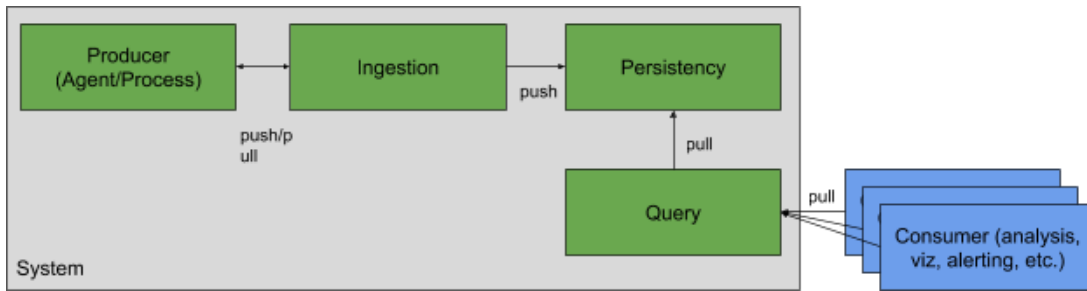 Producer
(Agent/Process)
Ingestion
Persistency
push
push/p
ull
pull
Query
pull
Consumer (analysis,
viz, alerting, etc.)
System